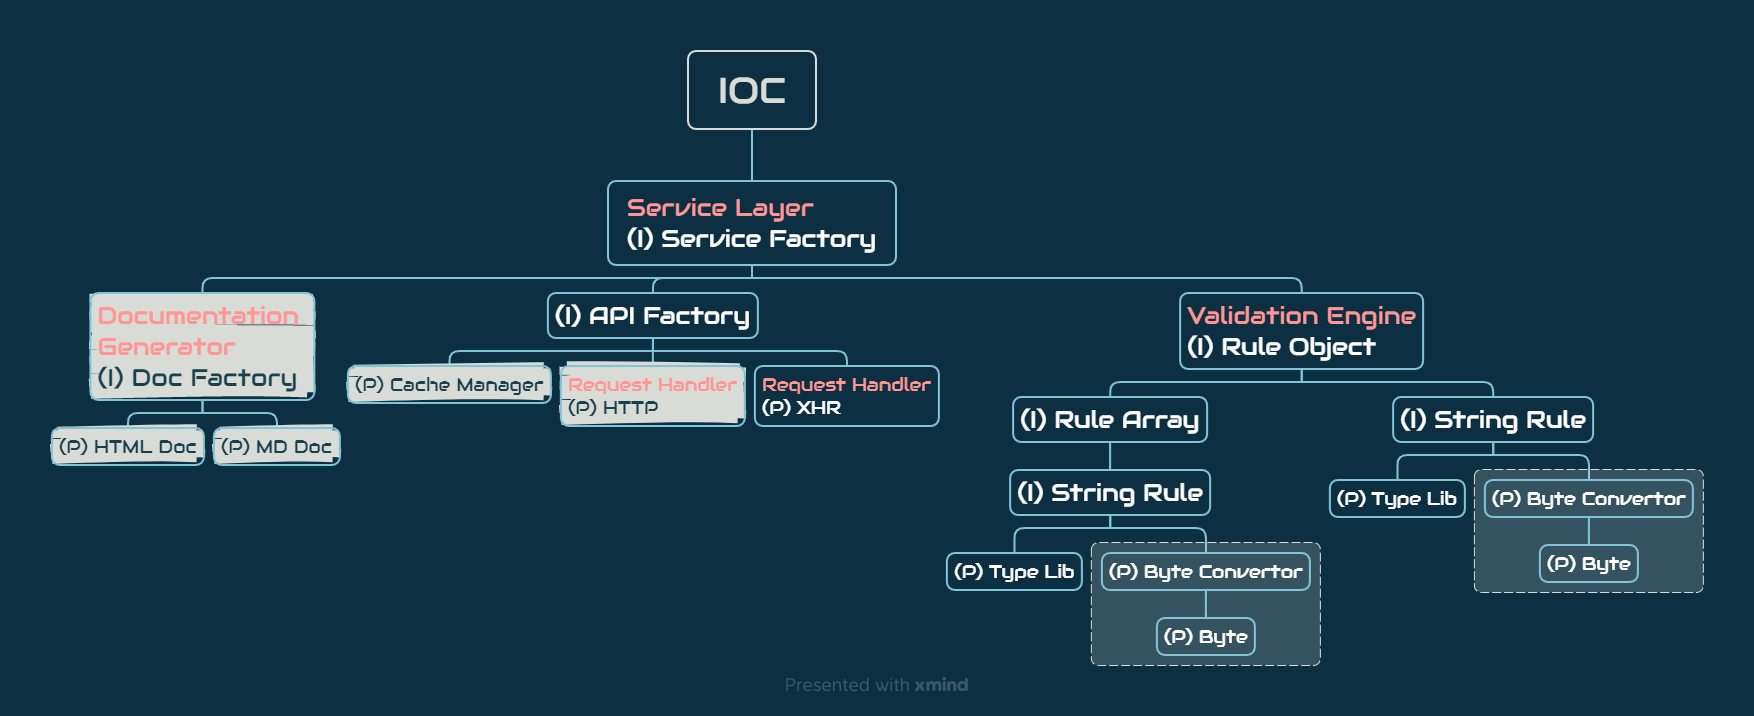 IOC
Service Layer
(I) Service Factory
Documentation
Generator
(I) Doc Factory
(P) HTML Doc
(P) MD Doc
(I) API Factory
(P) Cache Manager
Request Handler
(P) HTTP
Request Handler
(P) XHR
Validation Engine
(I) Rule Object
(I) Rule Array
(I) String Rule
(P) Type Lib
(P) Byte Convertor
(P) Byte
(I) String Rule
(P) Type Lib
(P) Byte Convertor
(P) Byte
Presented with xmind